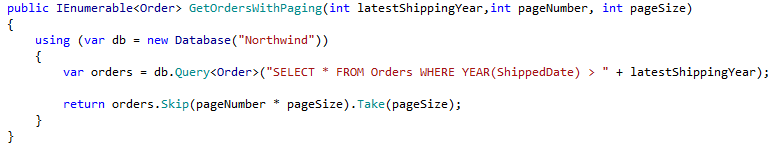 public IEnumerable<Order> GetOrdersWithPaging(int latestShippingYear,int pageNumber, int pageSize)
{
    using (var db = new Database("Northwind"))
    {
        var orders = db.Query<Order>("SELECT * FROM Orders WHERE YEAR(ShippedDate) > " + latestShippingYear);

        return orders.Skip(pageNumber * pageSize).Take(pageSize);
    }
}